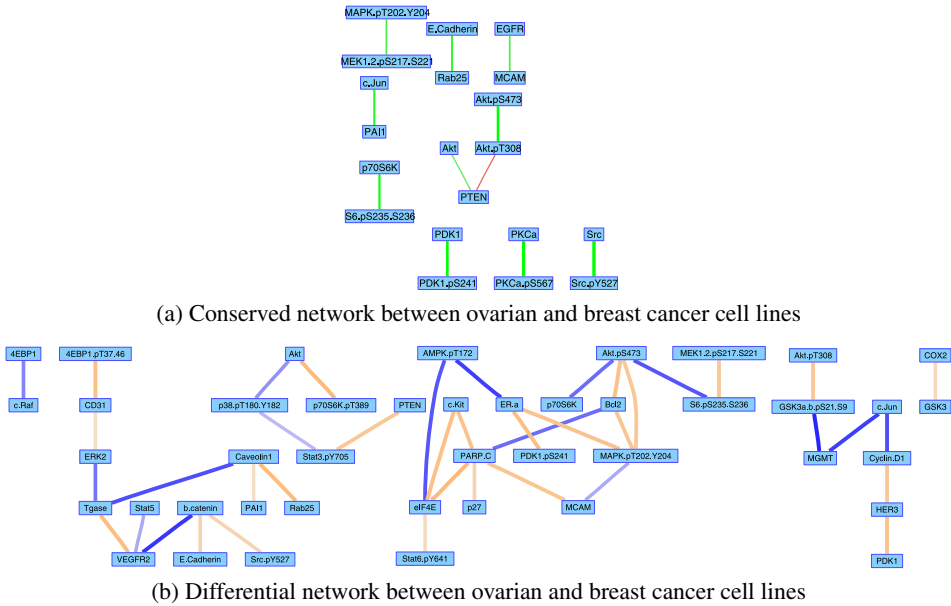 MAPK.pT202.Y204
E.Cadherin
EGFR
MEK1.2.pS217.S221
Rab25
MCAM
c.Jun
Akt.pS473
PAI1
Akt
Akt.pT308
p70S6K
PTEN
S6.pS235.S236
PDK1
PKCa
Src
PDK1.pS241
PKCa.pS567
Src.pY527
(a) Conserved network between ovarian and breast cancer cell lines
4EBP1
4EBP1.pT37.46
Akt
AMPK.pT172
Akt.pS473
MEK1.2.pS217.S221
Akt.pT308
COX2
c.Raf
CD31
p38.pT180.Y182
p70S6K.pT389
PTEN
c.Kit
ER.a
p70S6K
Bcl2
S6.pS235.S236
GSK3a.b.pS21.S9
c.Jun
GSK3
ERK2
Caveolin1
Stat3.pY705
PARP.C
PDK1.pS241
MAPK.pT202.Y204
MGMT
Cyclin.D1
Tgase
Stat5
b.catenin
PAI1
Rab25
eIF4E
p27
MCAM
HER3
VEGFR2
E.Cadherin
Src.pY527
Stat6.pY641
PDK1
(b) Differential network between ovarian and breast cancer cell lines